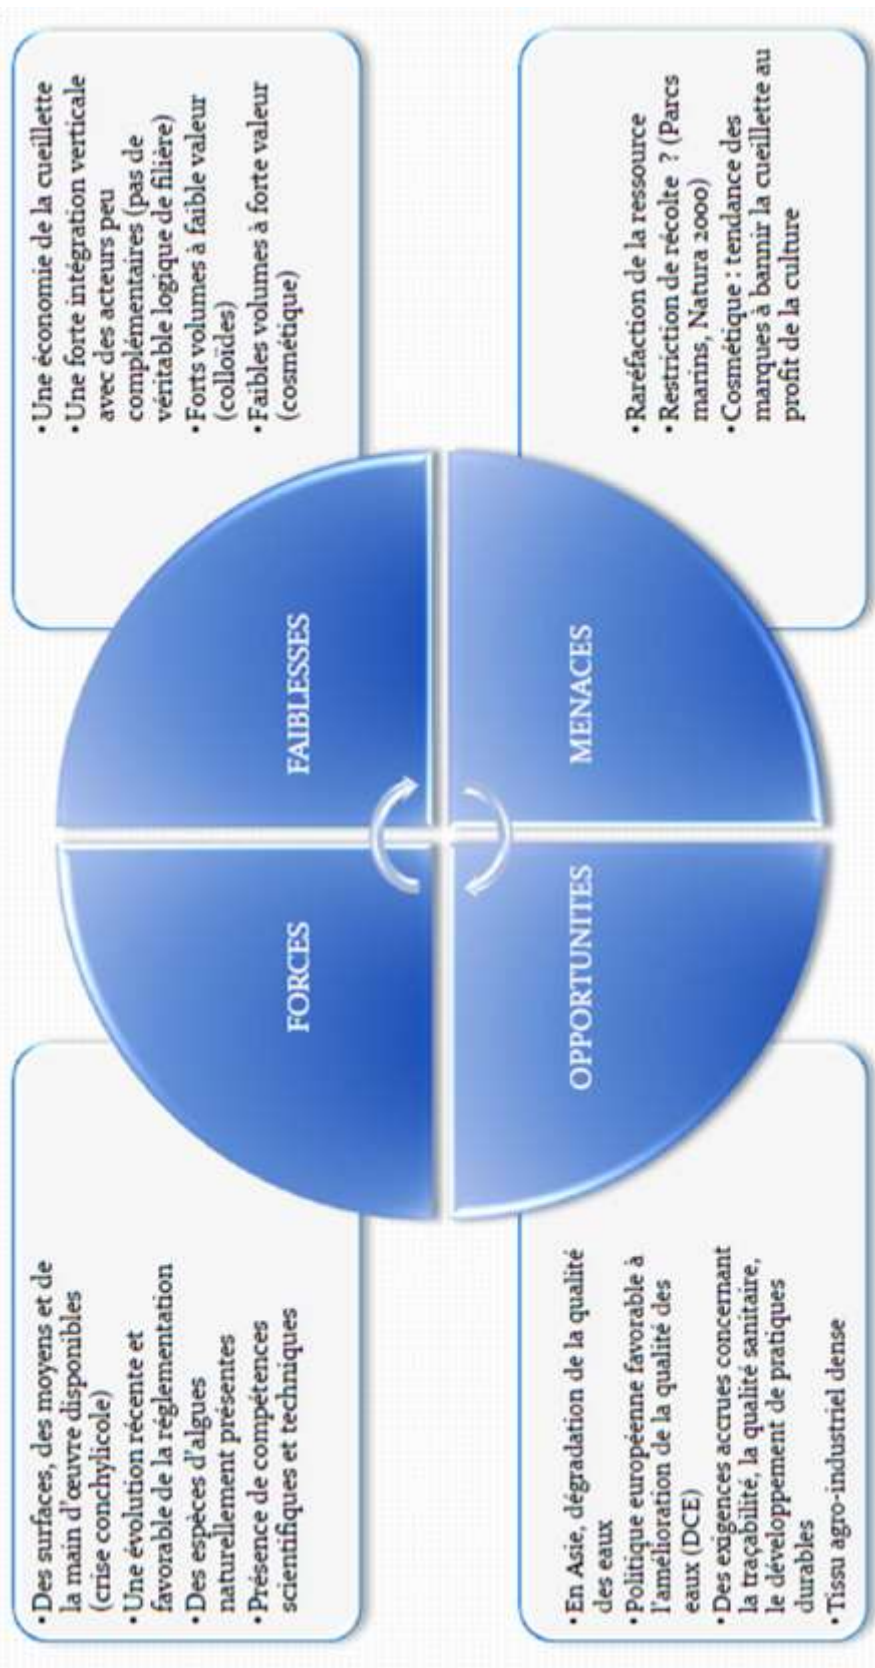 • Des surfaces, des moyens et de
la main d'œuvre disponibles
(crise conchylicole)
• Une évolution récente et
favorable de la réglementation
• Des espèces d'algues
naturellement présentes
• Présence de compétences
scientifiques et techniques
FORCES
FAIBLESSES
• Une économie de la cueillette
• Une forte intégration verticale
avec des acteurs peu
complémentaires (pas de
véritable logique de filière)
• Forts volumes à faible valeur
(colloïdes)
• Faibles volumes à forte valeur
(cosmétique)
• En Asie, dégradation de la qualité
des eaux
• Politique européenne favorable à
l'amélioration de la qualité des
eaux (DCE)
• Des exigences accrues concernant
la traçabilité, la qualité sanitaire,
le développement de pratiques
durables
• Tissu agro-industriel dense
OPPORTUNITES
MENACES
• Raréfaction de la ressource
• Restriction de récolte ? (Parcs
marins, Natura 2000)
• Cosmétique : tendance des
marques à bannir la cueillette au
profit de la culture